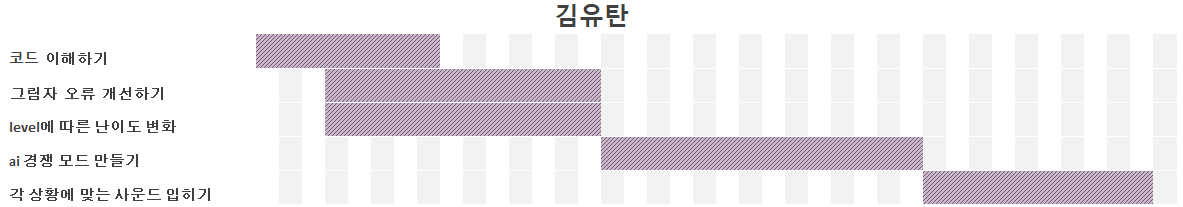 김유탄
코드 이해하기
그림자 오류 개선하기
level에 따른 난이도 변화
ai 경쟁 모드 만들기
각 상황에 맞는 사운드 입히기